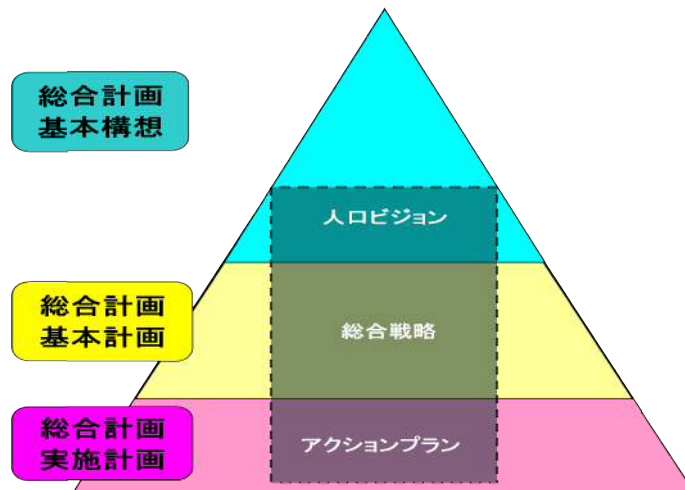 総合計画
基本構想
人口ビジョン
総合計画
基本計画
総合戦略
総合計画
実施計画
アクションプラン